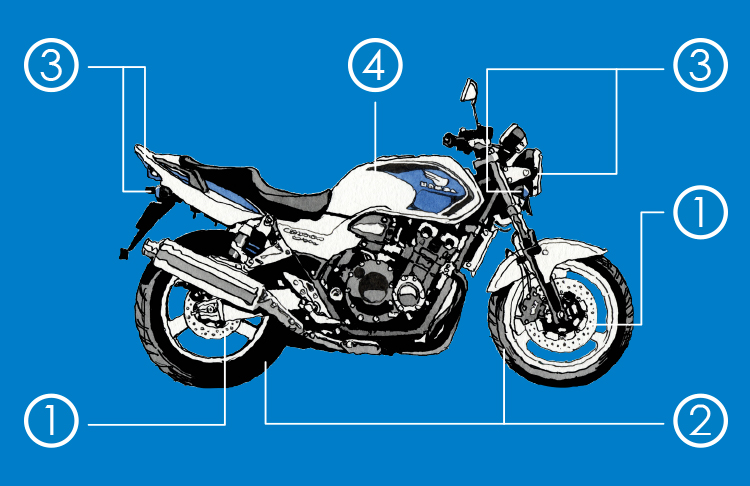 ③ ④ ③
①
① ②